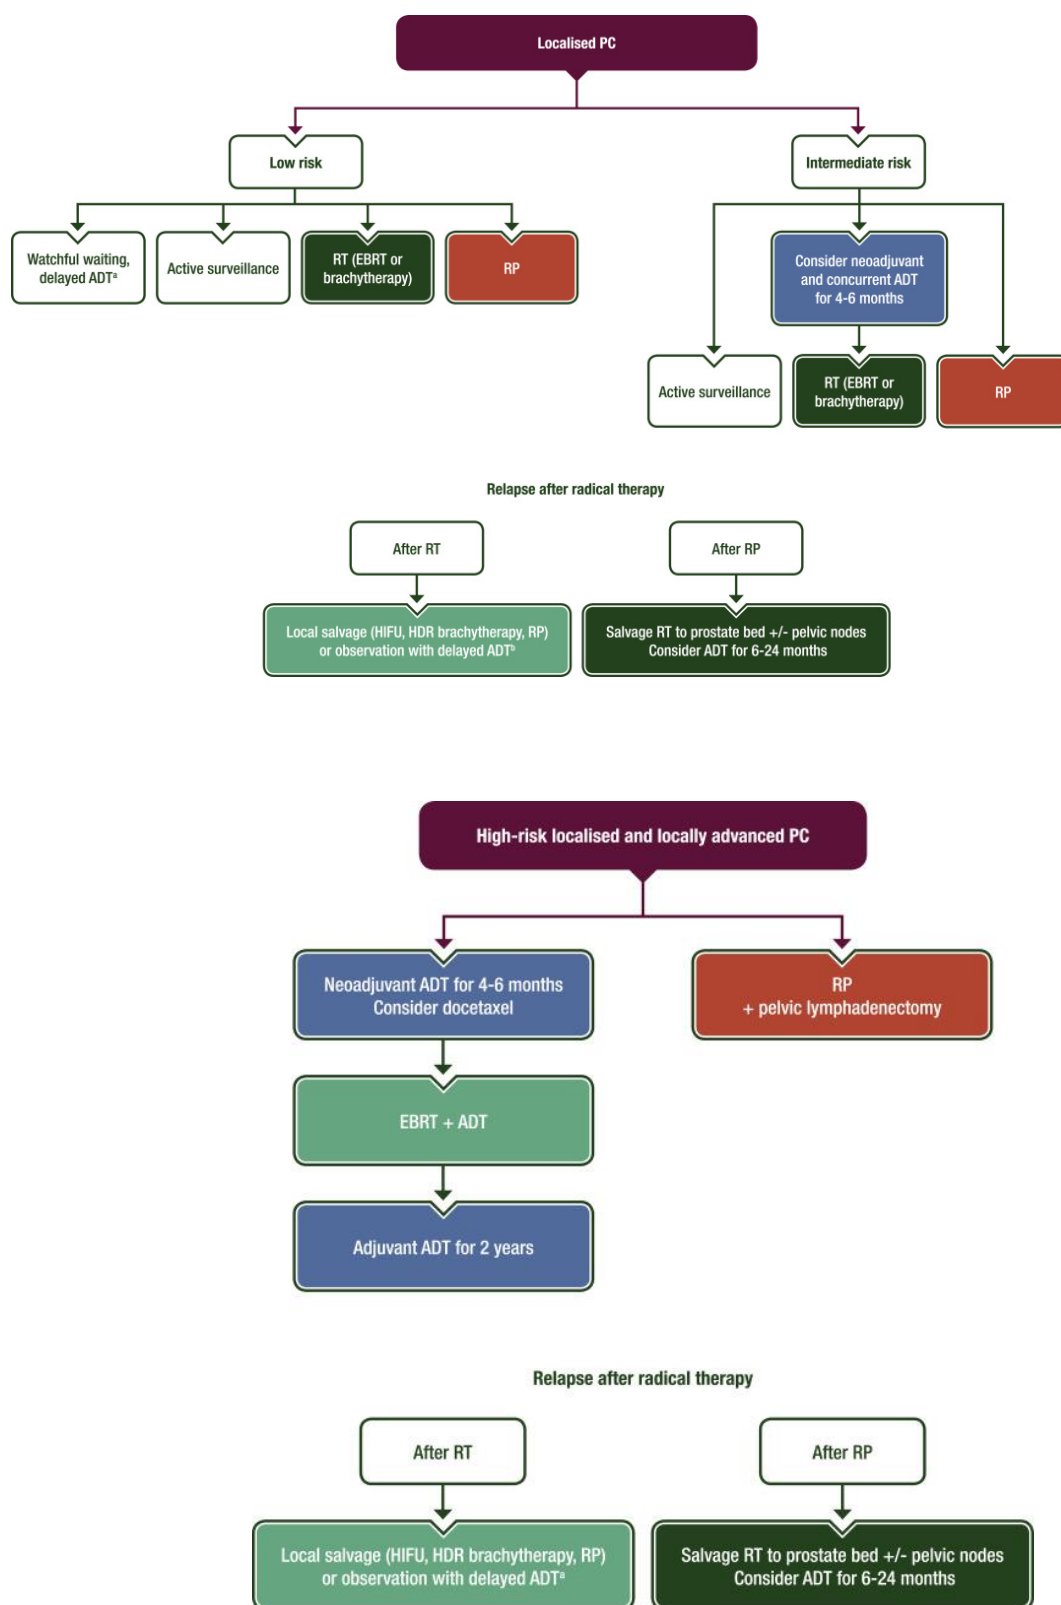 Localised PC
Low risk
Intermediate risk
Watchful waiting,
delayed ADTᵃ
Active surveillance
RT (EBRT or
brachytherapy)
RP
Consider neoadjuvant
and concurrent ADT
for 4-6 months
Active surveillance
RT (EBRT or
brachytherapy)
RP
Relapse after radical therapy
After RT
After RP
Local salvage (HIFU, HDR brachytherapy, RP)
or observation with delayed ADTᵇ
Salvage RT to prostate bed +/- pelvic nodes
Consider ADT for 6-24 months
High-risk localised and locally advanced PC
Neoadjuvant ADT for 4-6 months
Consider docetaxel
RP
+ pelvic lymphadenectomy
EBRT + ADT
Adjuvant ADT for 2 years
Relapse after radical therapy
After RT
After RP
Local salvage (HIFU, HDR brachytherapy, RP)
or observation with delayed ADTᵃ
Salvage RT to prostate bed +/- pelvic nodes
Consider ADT for 6-24 months